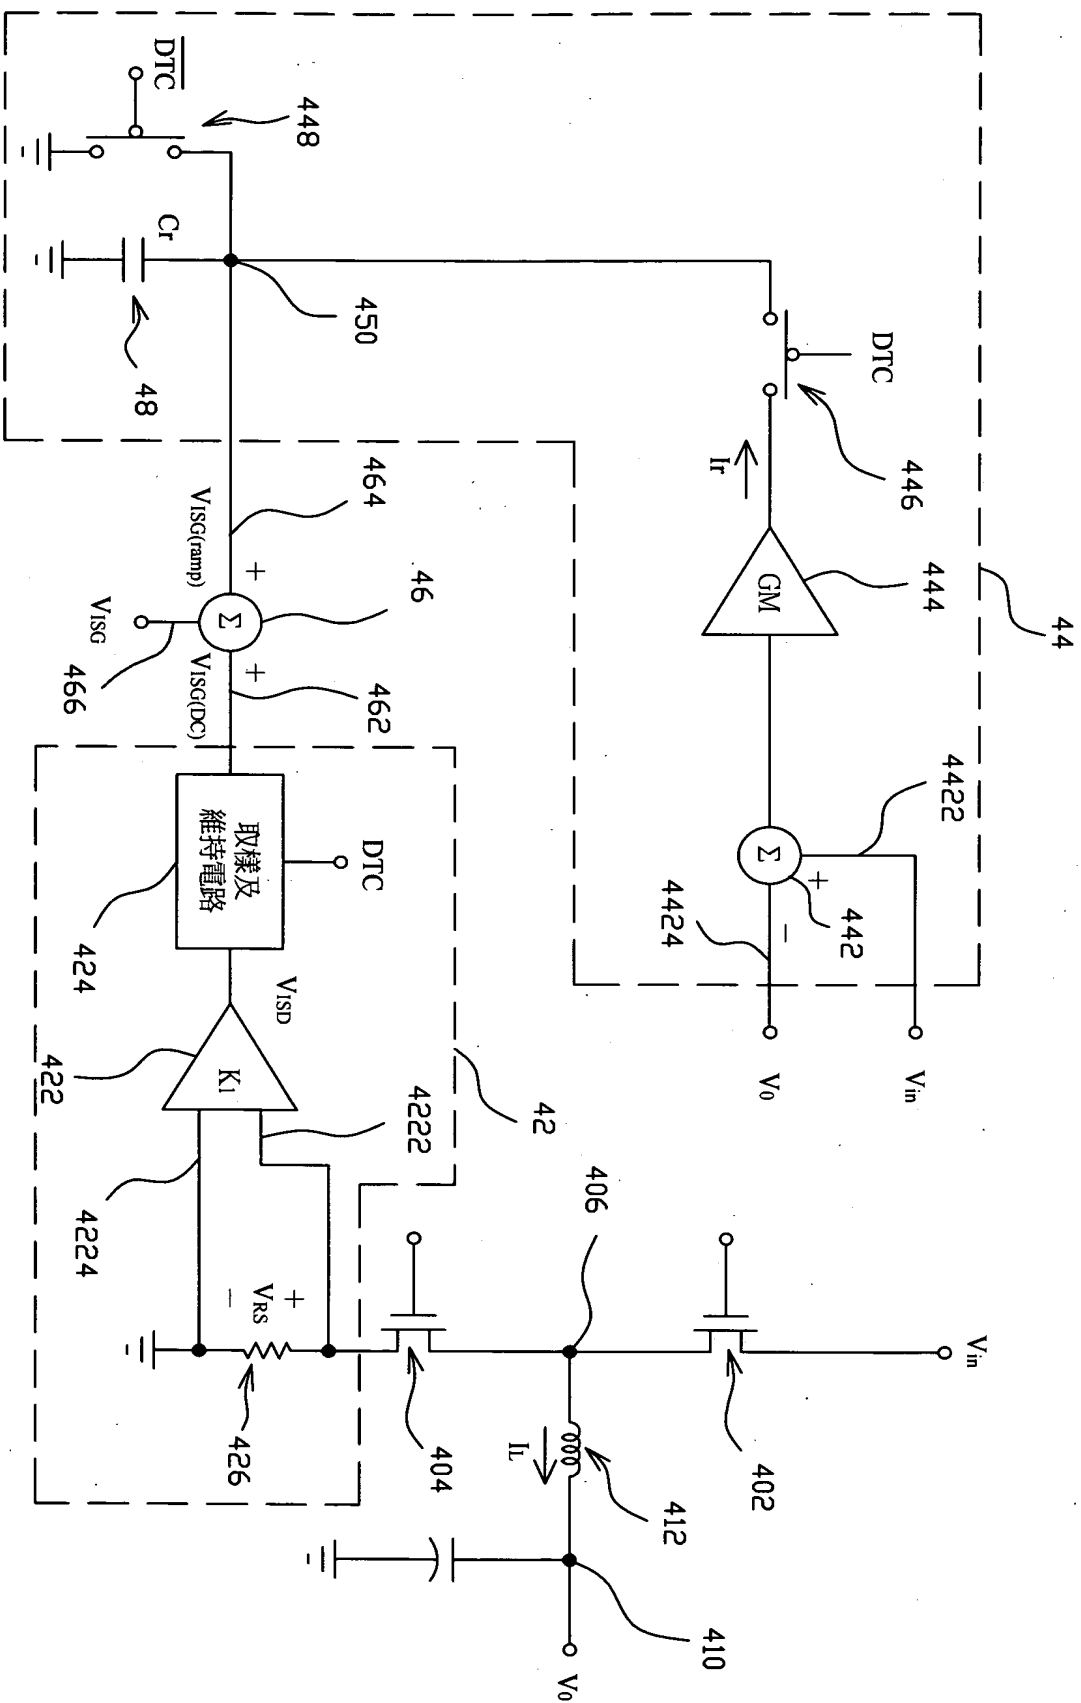 44
4422
Vin
442
+
−
4424
V0
444
GM
DTC
446
Ir
450
DTC
448
Cr
48
464
VISG(ramp)
+
46
Σ
VISG
466
+
462
VISG(DC)
Σ
42
DTC
取樣及
維持電路
424
VISD
K1
422
4222
4224
+
VRS
−
426
404
406
402
Vin
412
IL
410
V0